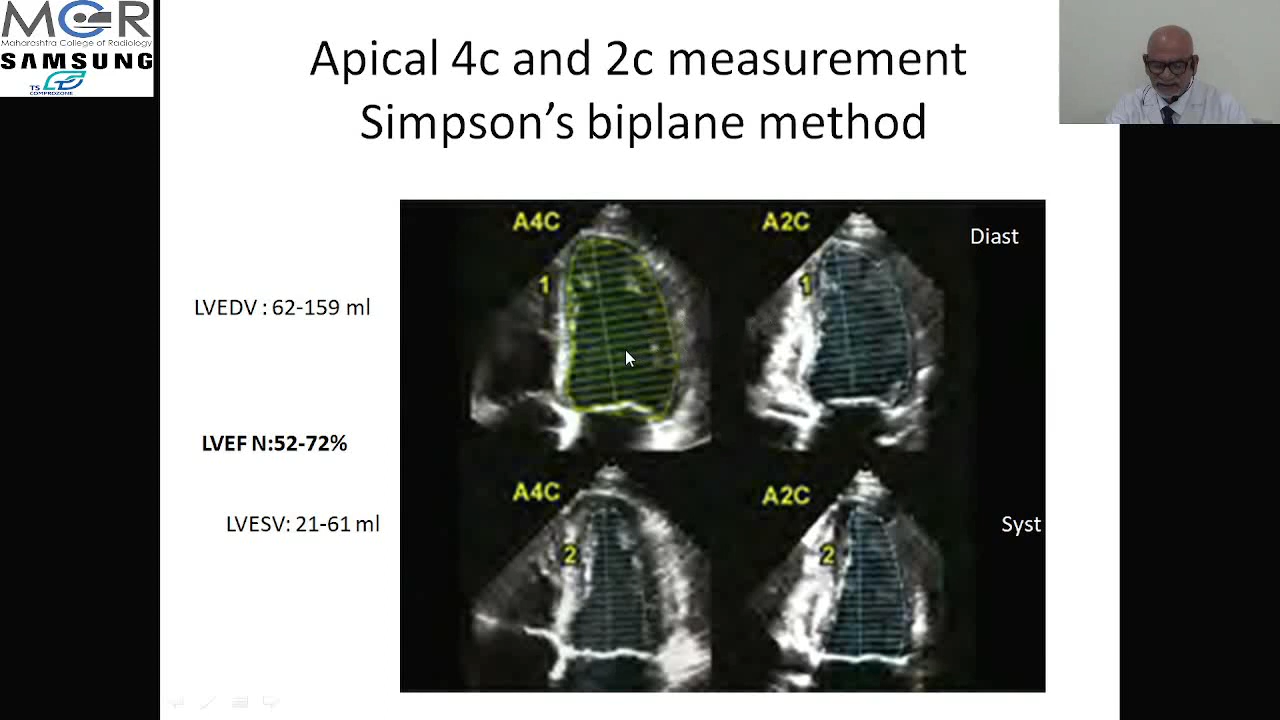 MCR
Maharashtra College of Radiology
SAMSUNG
TS
COMPROZONE
Apical 4c and 2c measurement
Simpson's biplane method
A4C
A2C
Diast
1
1
LVEDV : 62-159 ml
LVEF N:52-72%
A4C
A2C
LVESV: 21-61 ml
Syst
2
2